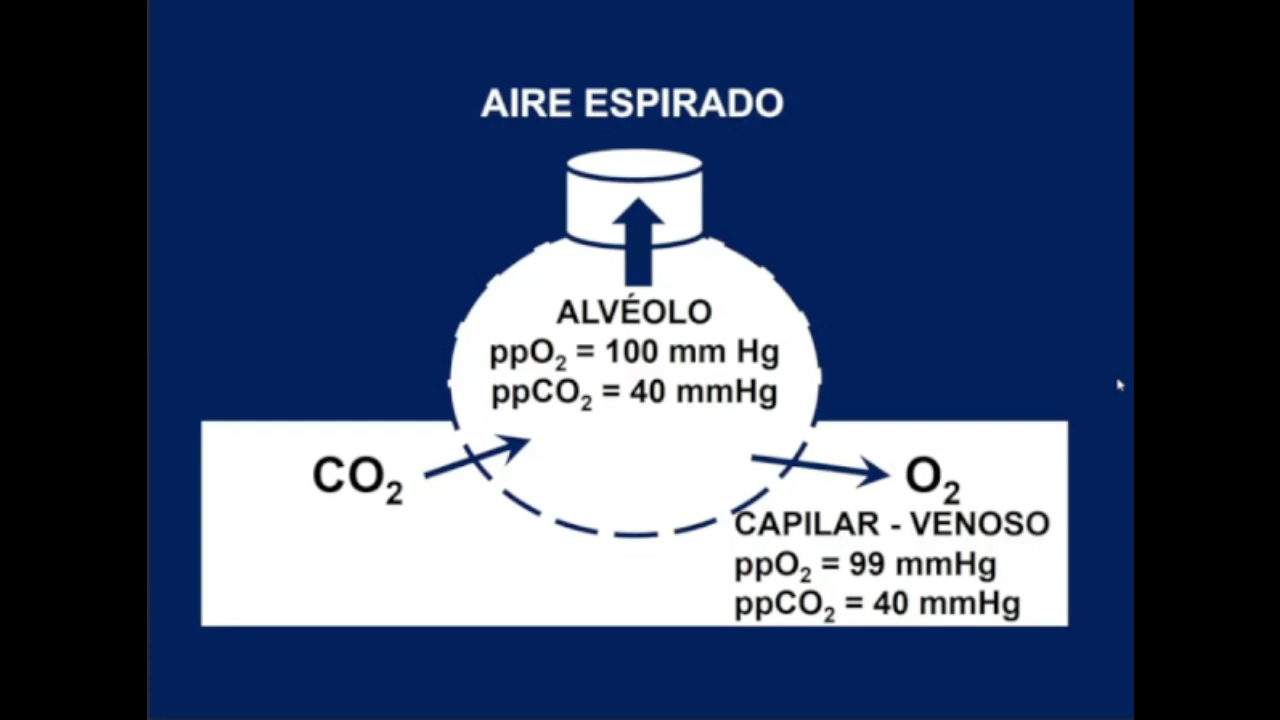 AIRE ESPIRADO
ALVÉOLO
ppO₂ = 100 mm Hg
ppCO₂ = 40 mmHg
CO₂
O₂
CAPILAR - VENOSO
ppO₂ = 99 mmHg
ppCO₂ = 40 mmHg